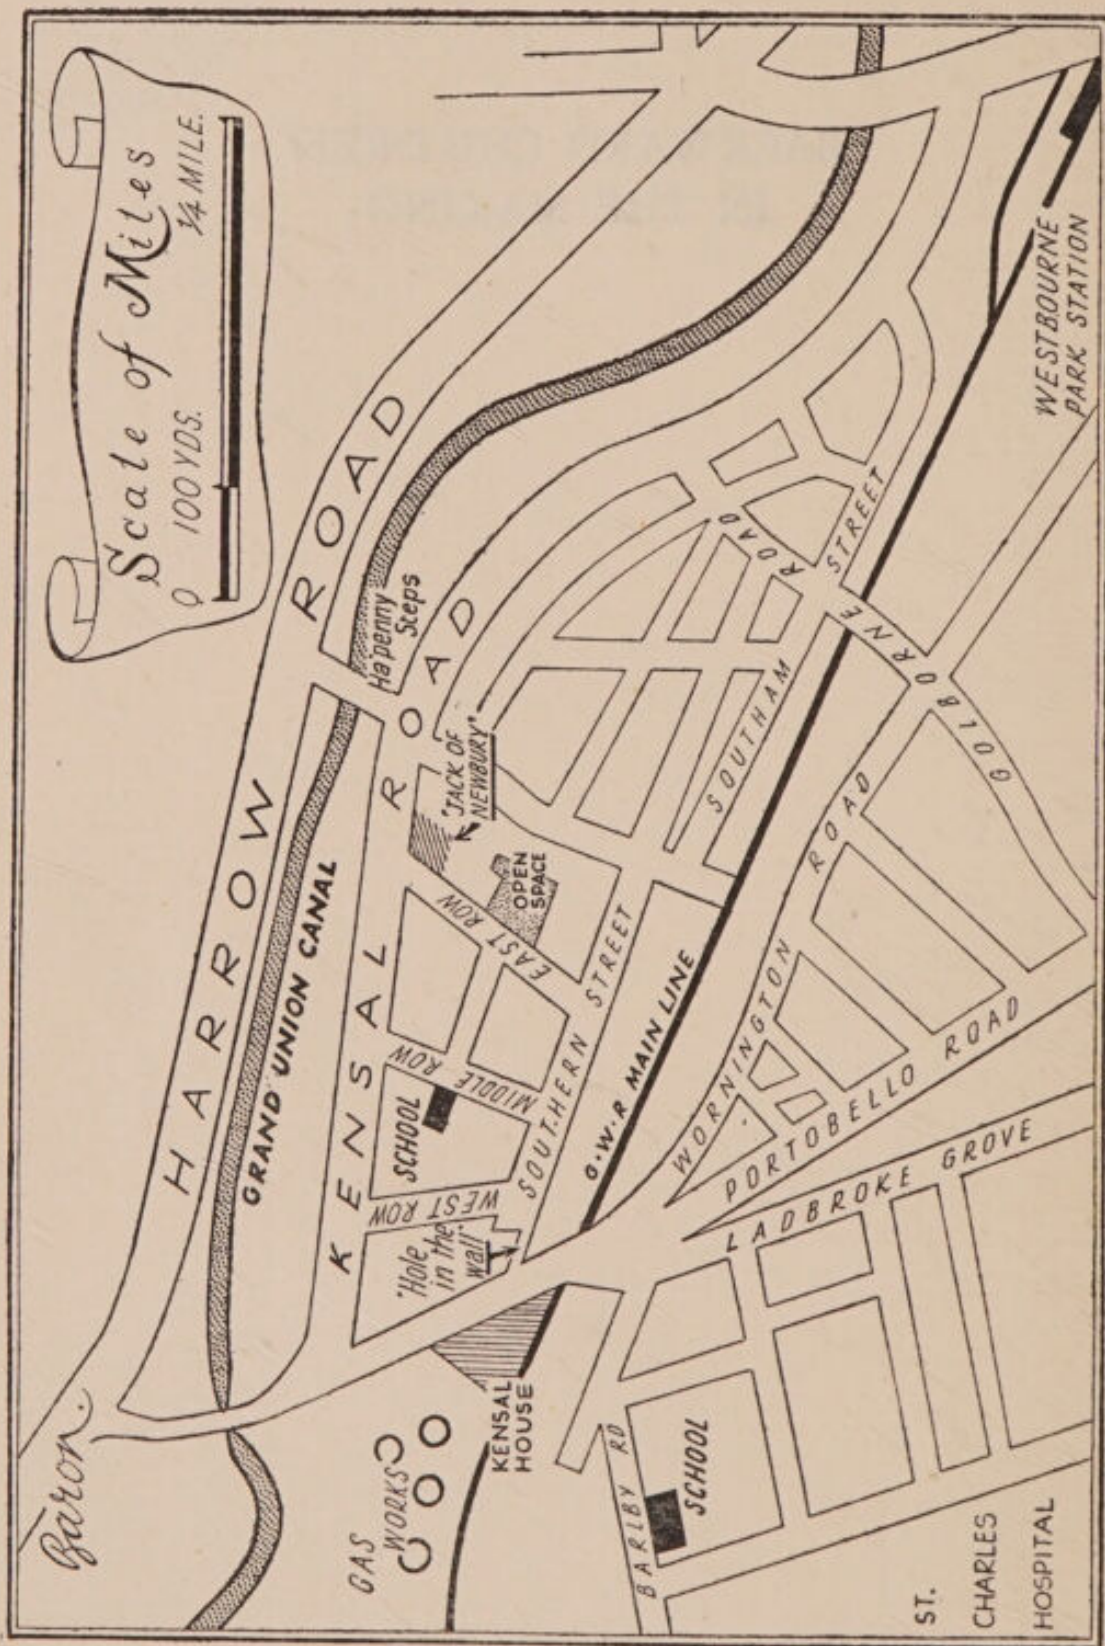 Scale of Miles
0 100 YDS. ¼ MILE.
Baron.
HARROW ROAD
GRAND UNION CANAL
Ha'penny
Steps
KENSAL ROAD
"JACK OF
NEWBURY"
OPEN
SPACE
EAST ROW
MIDDLE ROW
SCHOOL
WEST ROW
"Hole
in the
wall"
SOUTHERN STREET
SOUTHAM STREET
GOLBORNE ROAD
ROAD
G.W.R MAIN LINE
WESTBOURNE
PARK STATION
WORNINGTON ROAD
PORTOBELLO ROAD
LADBROKE GROVE
GAS
WORKS
KENSAL
HOUSE
BARLBY RD
SCHOOL
ST.
CHARLES
HOSPITAL